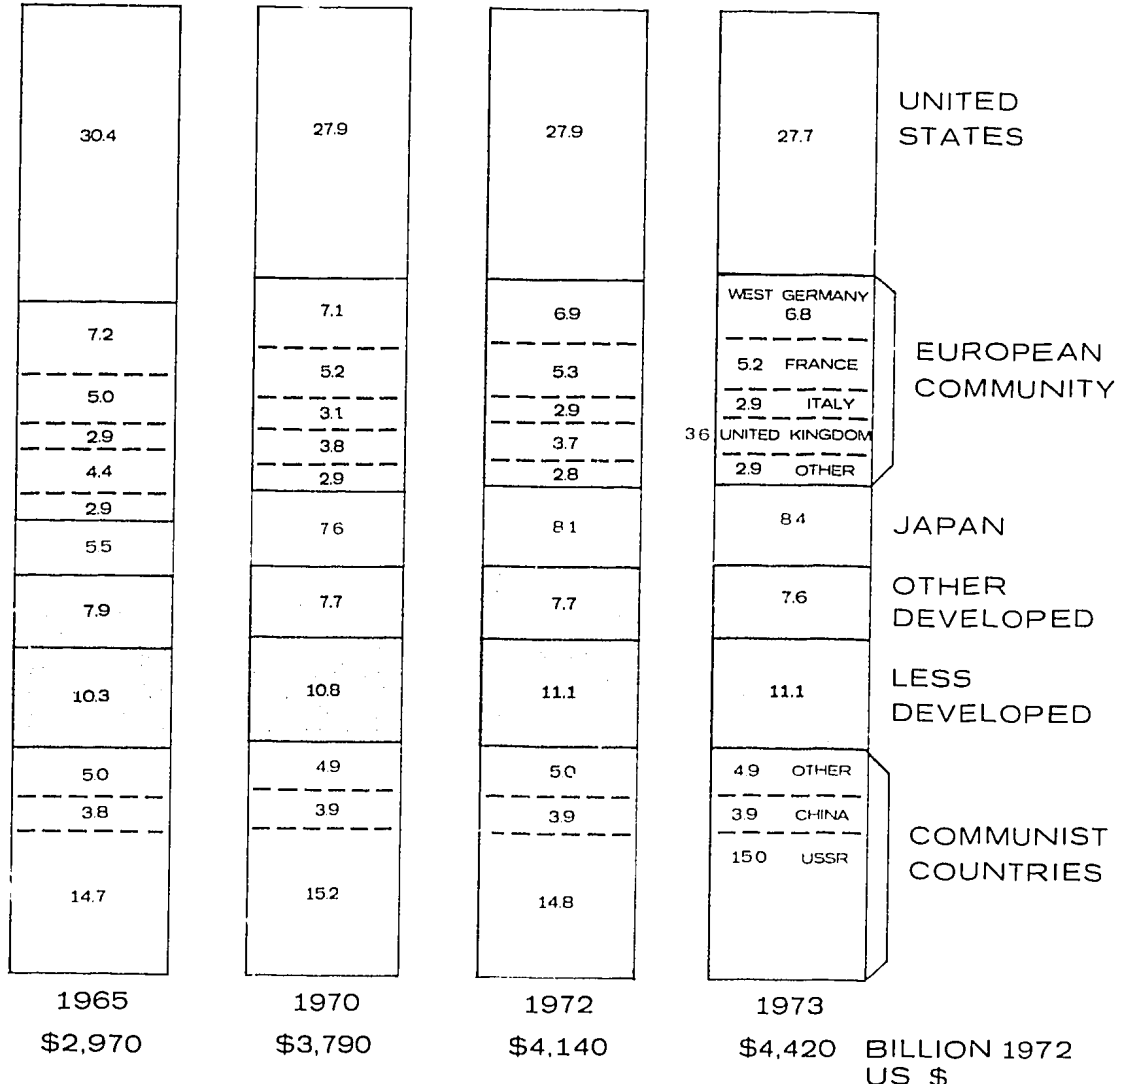 30.4 27.9 27.9 27.7 UNITED STATES
7.2 7.1 6.9 WEST GERMANY 6.8
5.0 5.2 5.3 5.2 FRANCE EUROPEAN COMMUNITY
2.9 3.1 2.9 2.9 ITALY
4.4 3.8 3.7 3.6 UNITED KINGDOM
2.9 2.9 2.8 2.9 OTHER
5.5 7.6 8.1 8.4 JAPAN
7.9 7.7 7.7 7.6 OTHER DEVELOPED
10.3 10.8 11.1 11.1 LESS DEVELOPED
5.0 4.9 5.0 4.9 OTHER
3.8 3.9 3.9 3.9 CHINA COMMUNIST COUNTRIES
14.7 15.2 14.8 15.0 USSR
1965 1970 1972 1973
$2,970 $3,790 $4,140 $4,420 BILLION 1972
US $